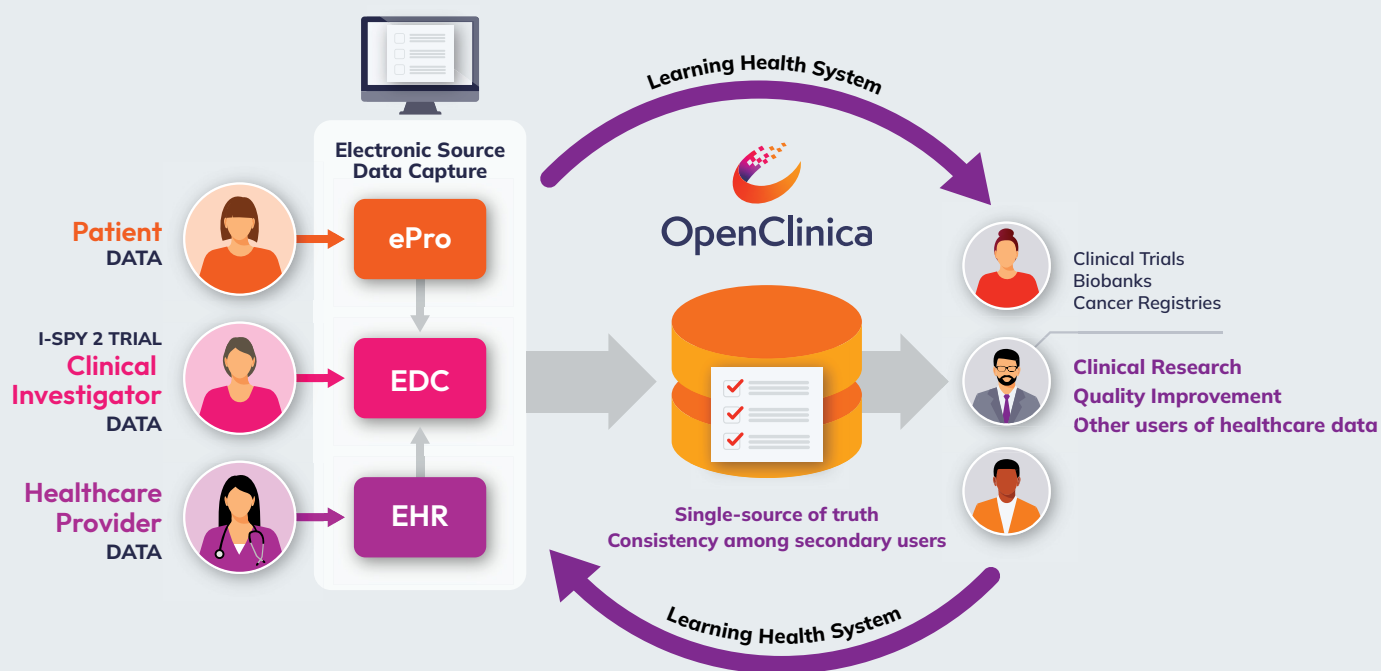 Learning Health System
Electronic Source
Data Capture
Patient
DATA
ePro
I-SPY 2 TRIAL
Clinical
Investigator
DATA
EDC
Healthcare
Provider
DATA
EHR
OpenClinica
Single-source of truth
Consistency among secondary users
Clinical Trials
Biobanks
Cancer Registries
Clinical Research
Quality Improvement
Other users of healthcare data
Learning Health System